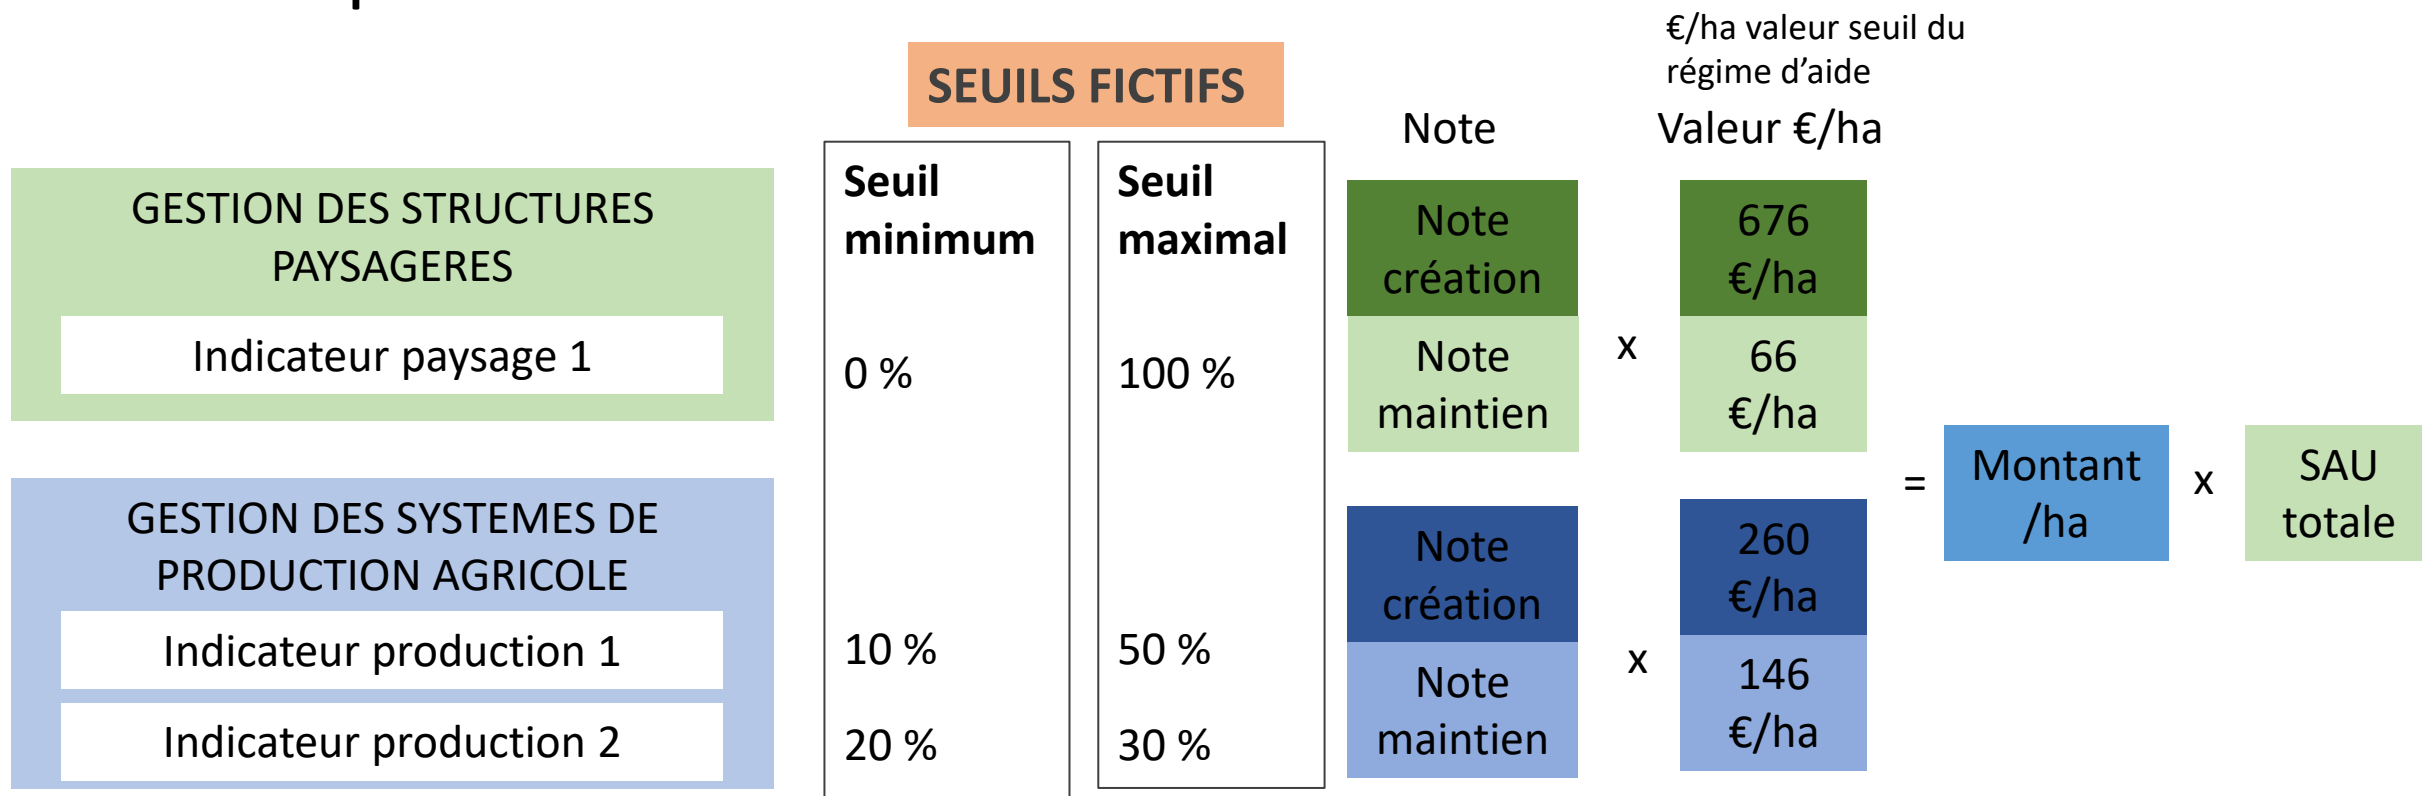 €/ha valeur seuil du
régime d'aide
SEUILS FICTIFS
Note
Valeur €/ha
GESTION DES STRUCTURES
PAYSAGERES
Indicateur paysage 1
Seuil
minimum
Seuil
maximal
0 %
100 %
Note
création
676
€/ha
Note
maintien
x
66
€/ha
GESTION DES SYSTEMES DE
PRODUCTION AGRICOLE
Indicateur production 1
10 %
50 %
Indicateur production 2
20 %
30 %
Note
création
260
€/ha
Note
maintien
x
146
€/ha
=
Montant
/ha
x
SAU
totale